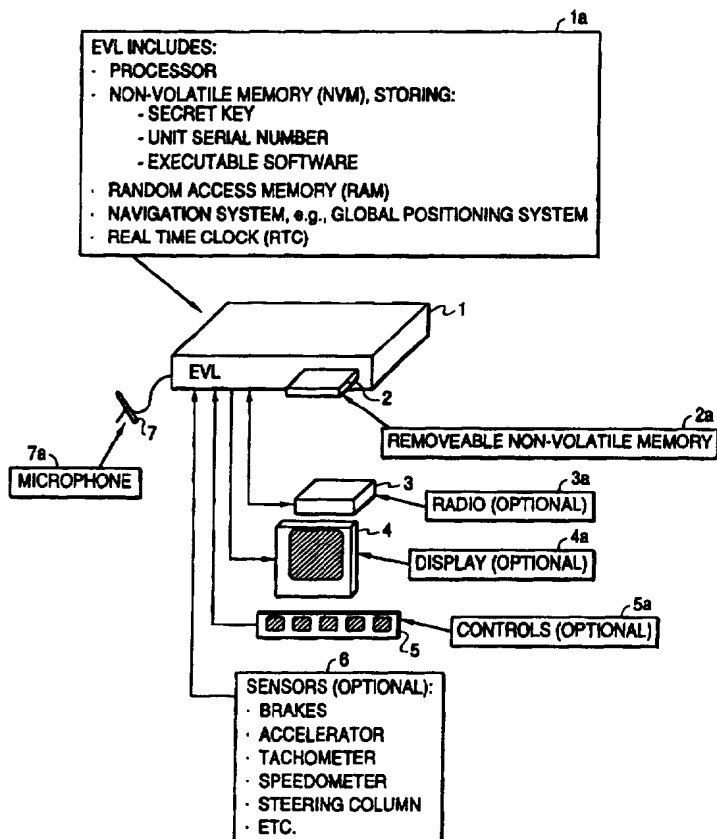 1a
EVL INCLUDES:
· PROCESSOR
· NON-VOLATILE MEMORY (NVM), STORING:
- SECRET KEY
- UNIT SERIAL NUMBER
- EXECUTABLE SOFTWARE
· RANDOM ACCESS MEMORY (RAM)
· NAVIGATION SYSTEM, e.g., GLOBAL POSITIONING SYSTEM
· REAL TIME CLOCK (RTC)
1
EVL
2
7
2a
REMOVEABLE NON-VOLATILE MEMORY
7a
MICROPHONE
3
3a
RADIO (OPTIONAL)
4
4a
DISPLAY (OPTIONAL)
5a
CONTROLS (OPTIONAL)
5
6
SENSORS (OPTIONAL):
· BRAKES
· ACCELERATOR
· TACHOMETER
· SPEEDOMETER
· STEERING COLUMN
· ETC.